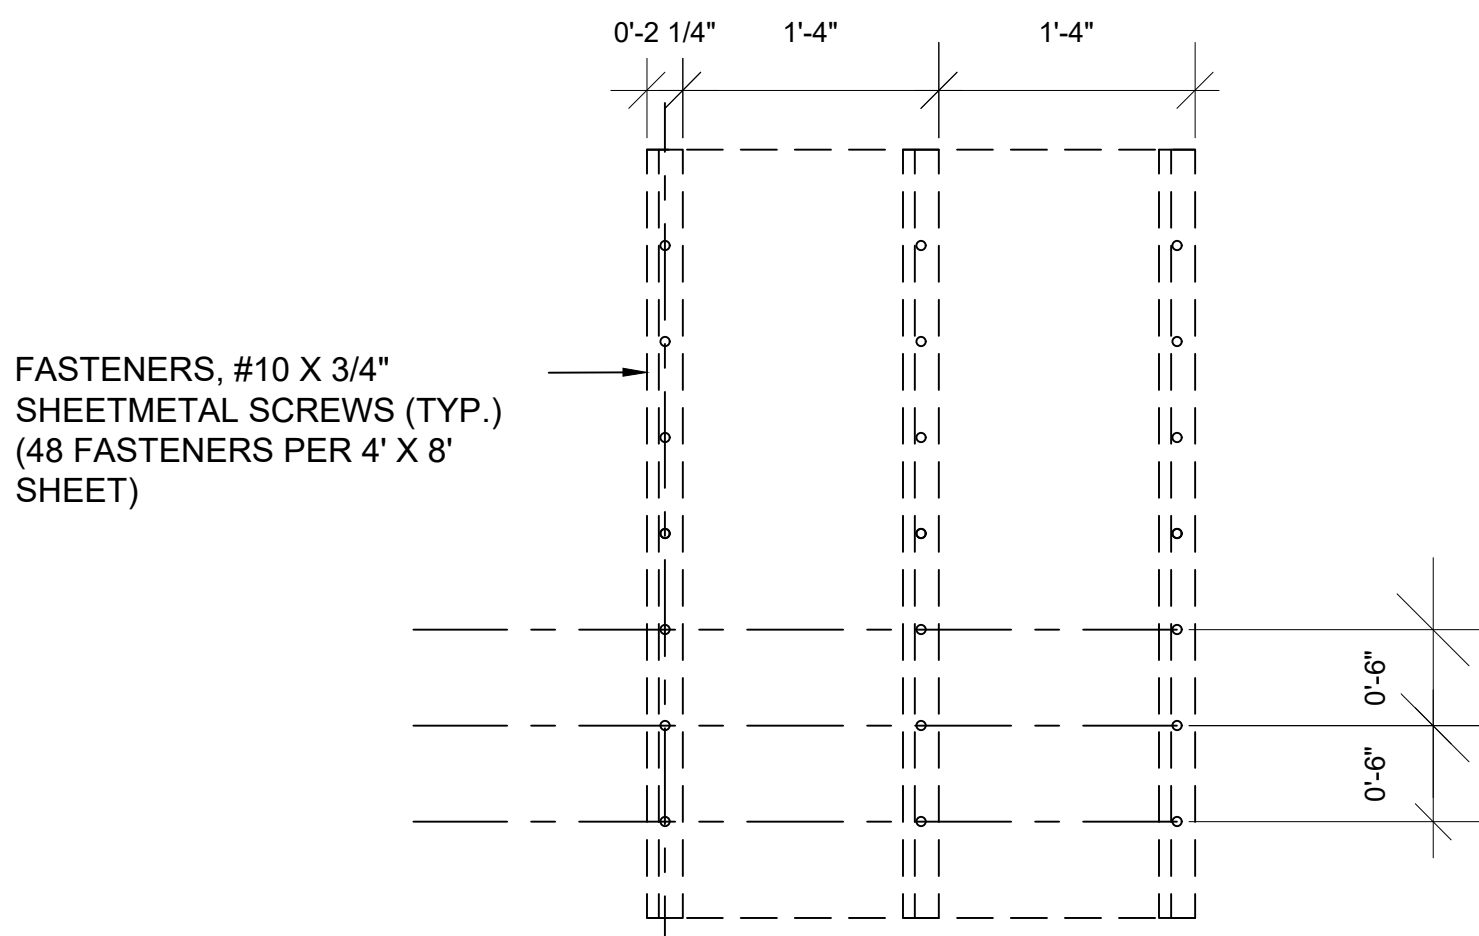 0'-2 1/4" 1'-4" 1'-4"
FASTENERS, #10 X 3/4"
SHEETMETAL SCREWS (TYP.)
(48 FASTENERS PER 4' X 8'
SHEET)
0'-6"
0'-6"